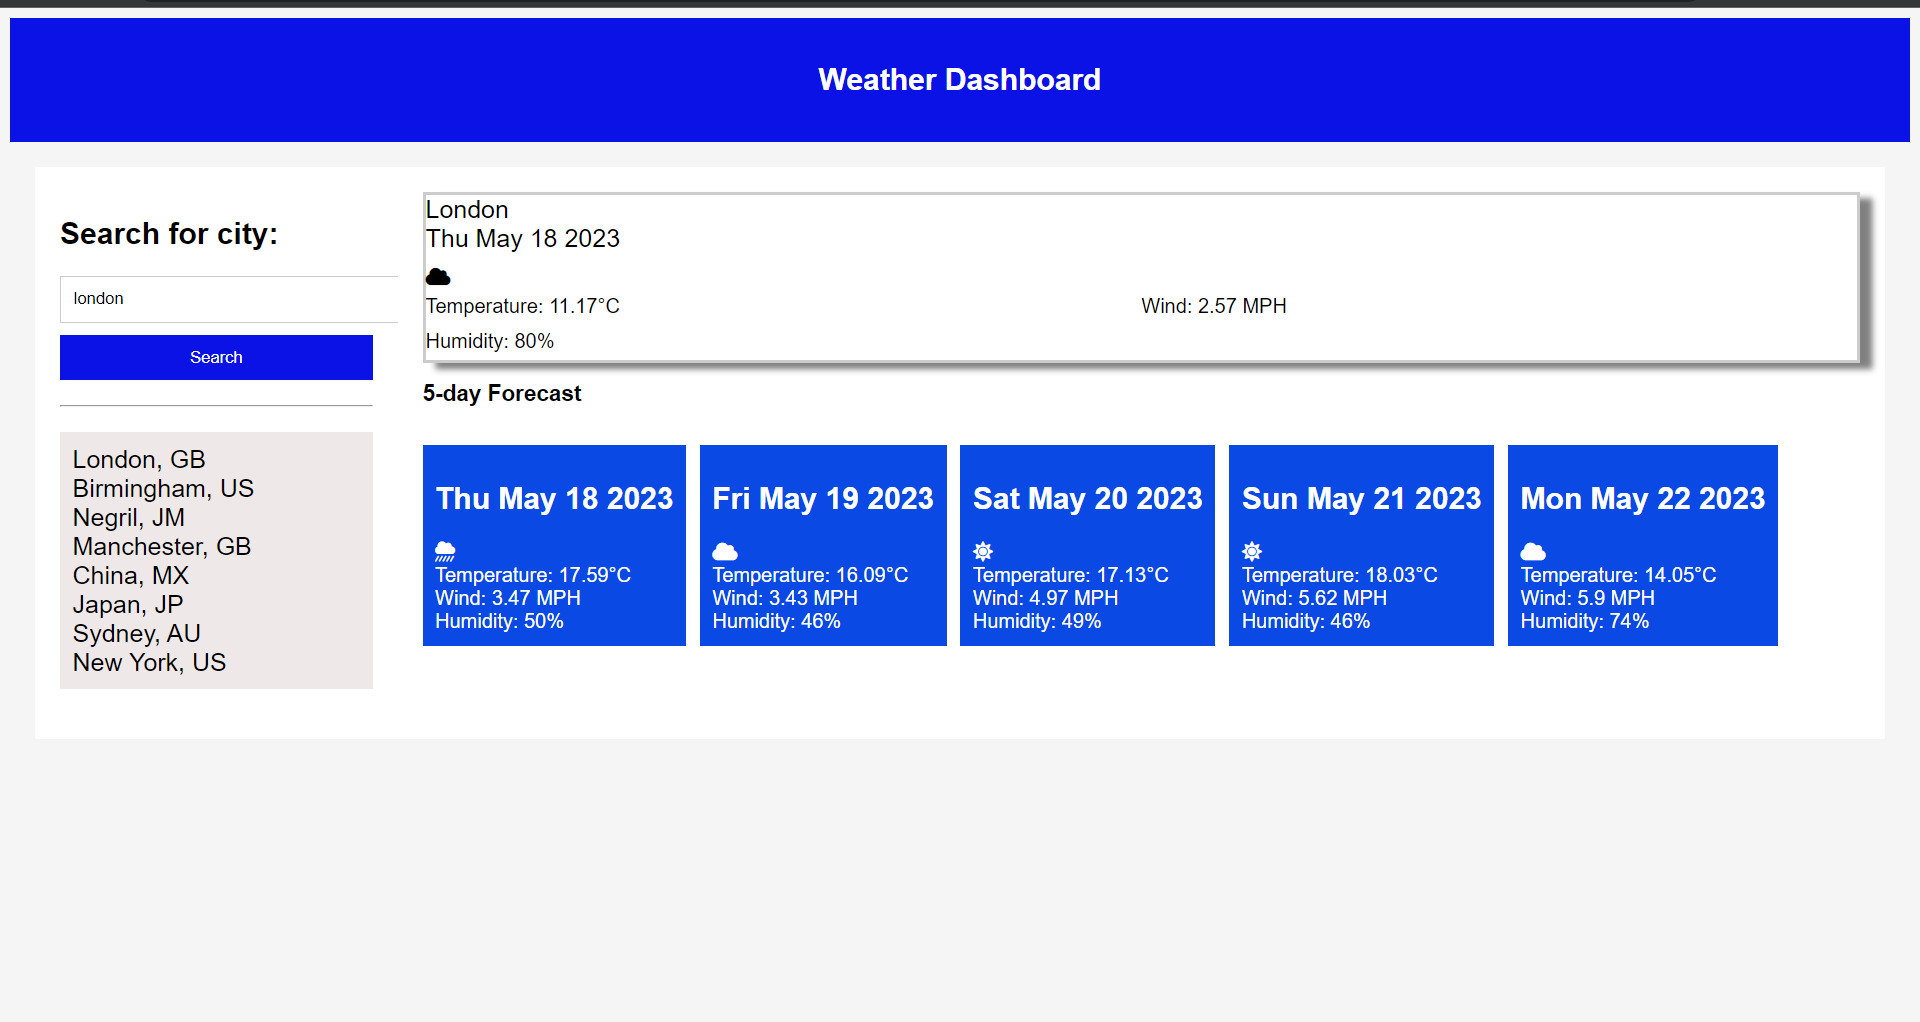 Weather Dashboard
Search for city:
london
Search
London, GB
Birmingham, US
Negril, JM
Manchester, GB
China, MX
Japan, JP
Sydney, AU
New York, US
London
Thu May 18 2023
Temperature: 11.17°C Wind: 2.57 MPH
Humidity: 80%
5-day Forecast
Thu May 18 2023
Temperature: 17.59°C
Wind: 3.47 MPH
Humidity: 50%
Fri May 19 2023
Temperature: 16.09°C
Wind: 3.43 MPH
Humidity: 46%
Sat May 20 2023
Temperature: 17.13°C
Wind: 4.97 MPH
Humidity: 49%
Sun May 21 2023
Temperature: 18.03°C
Wind: 5.62 MPH
Humidity: 46%
Mon May 22 2023
Temperature: 14.05°C
Wind: 5.9 MPH
Humidity: 74%